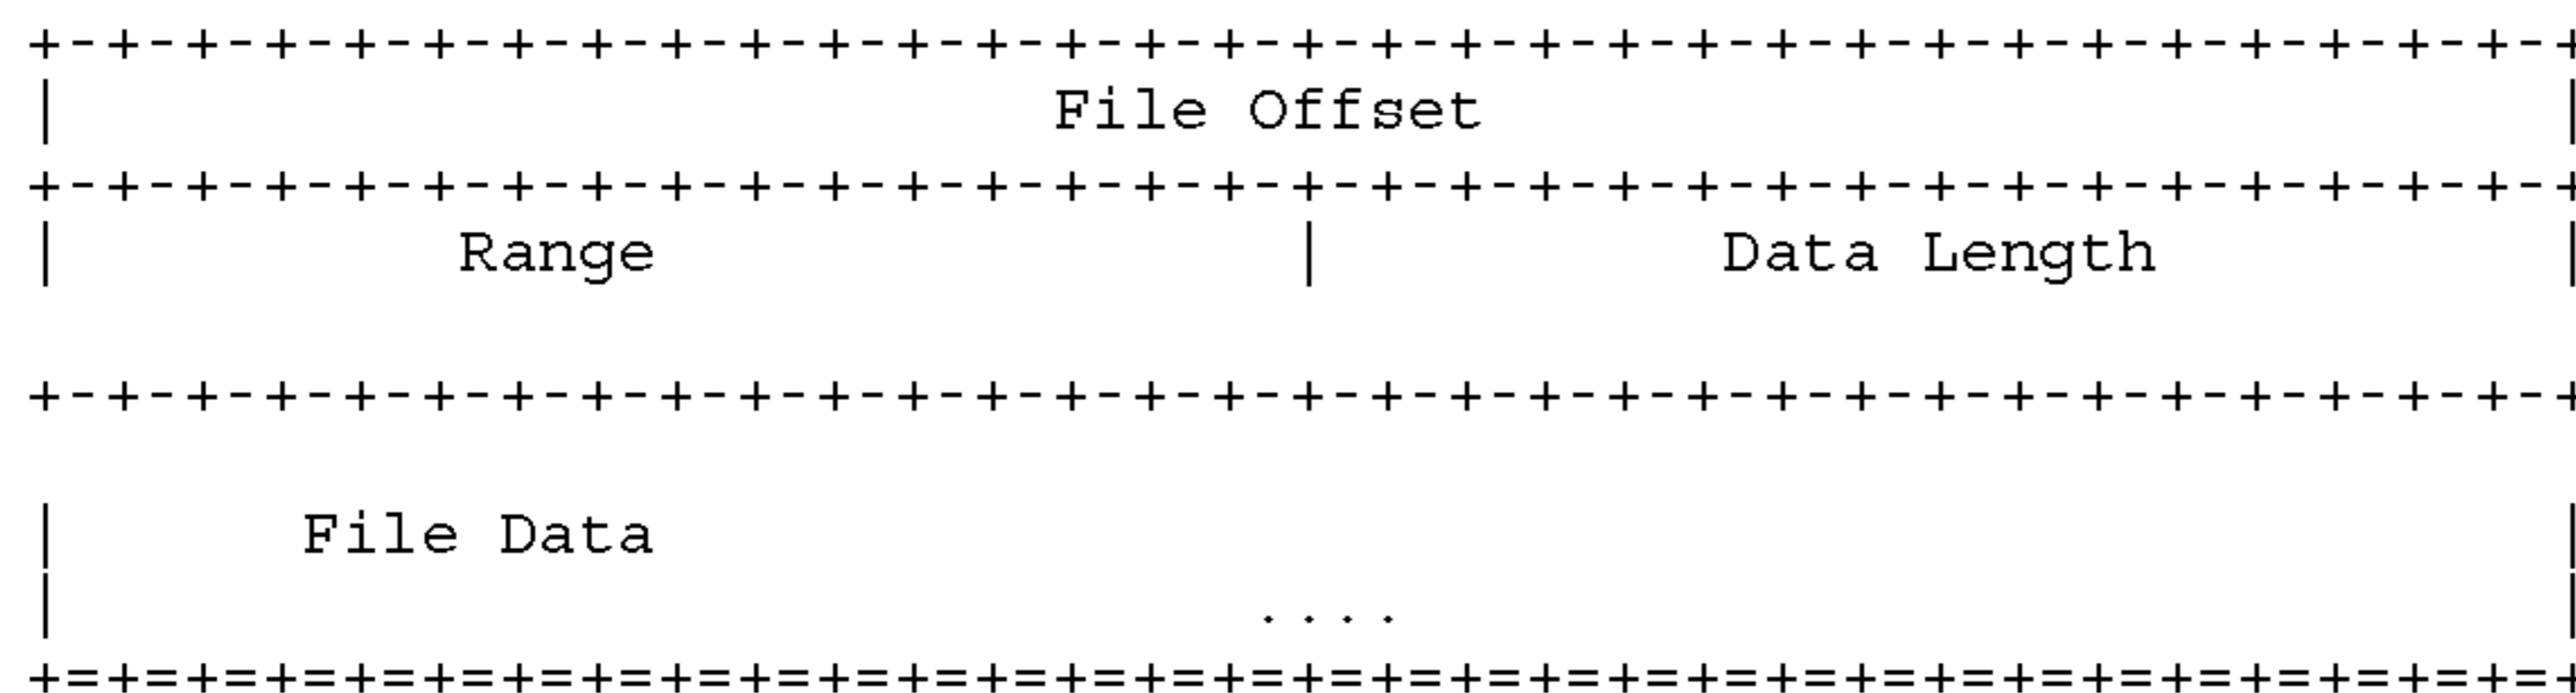 +-+-+-+-+-+-+-+-+-+-+-+-+-+-+-+-+-+-+-+-+-+-+-+-+-+-+-+-+-+-+-+-+
|                         File Offset                           |
+-+-+-+-+-+-+-+-+-+-+-+-+-+-+-+-+-+-+-+-+-+-+-+-+-+-+-+-+-+-+-+-+
|          Range                |          Data Length          |
+-+-+-+-+-+-+-+-+-+-+-+-+-+-+-+-+-+-+-+-+-+-+-+-+-+-+-+-+-+-+-+-+
|      File Data                                                |
|                              ....                             |
+=+=+=+=+=+=+=+=+=+=+=+=+=+=+=+=+=+=+=+=+=+=+=+=+=+=+=+=+=+=+=+=+